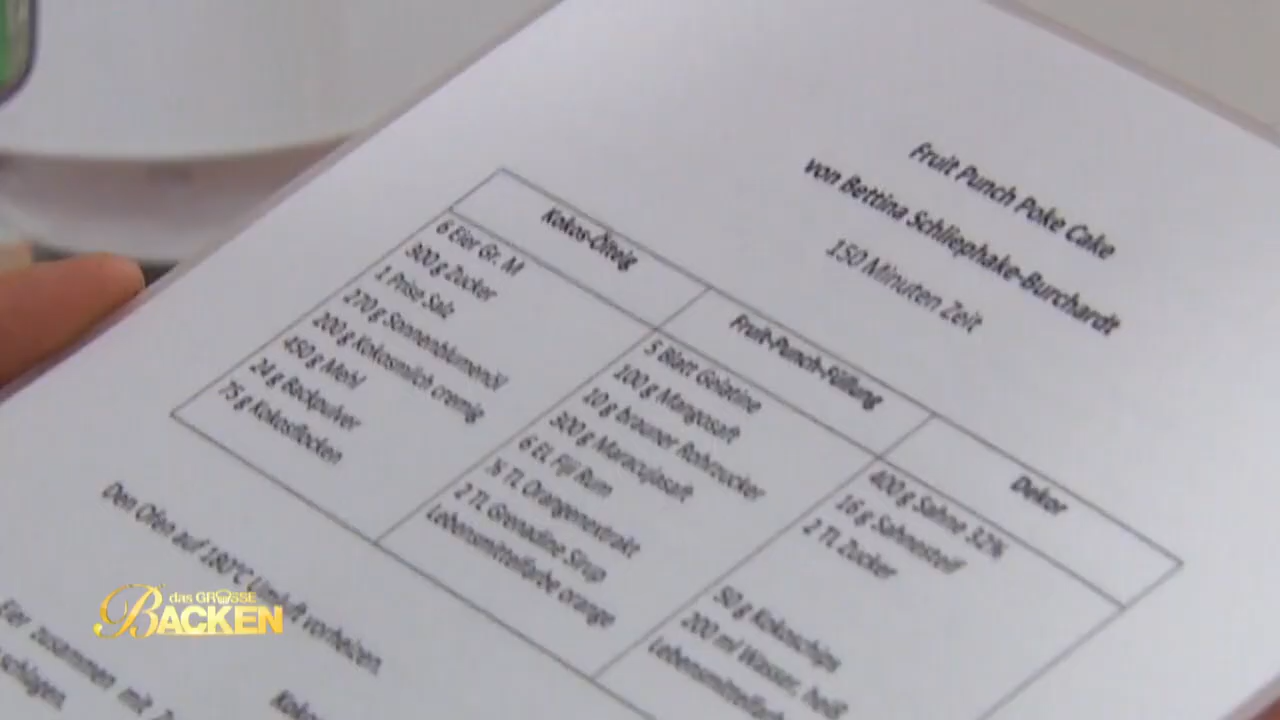 Fruit Punch Poke Cake
von Bettina Schliephake-Burchardt
150 Minuten Zeit
Kokos-Ölteig
6 Eier Gr. M
300 g Zucker
1 Prise Salz
270 g Sonnenblumenöl
200 g Kokosmilch cremig
450 g Mehl
24 g Backpulver
75 g Kokosflocken
Fruit-Punch-Füllung
5 Blatt Gelatine
100 g Mangosaft
10 g brauner Rohrzucker
300 g Maracujasaft
6 EL Fiji Rum
½ TL Orangenextrakt
2 TL Grenadine Sirup
Lebensmittelfarbe orange
Dekor
400 g Sahne 32%
16 g Sahnesteif
2 TL Zucker
50 g Kokoschips
200 ml Wasser, heiß
Den Ofen auf 180°C Umluft vorheizen.
Eier zusammen mit
schlagen.
das GROSSE
BACKEN